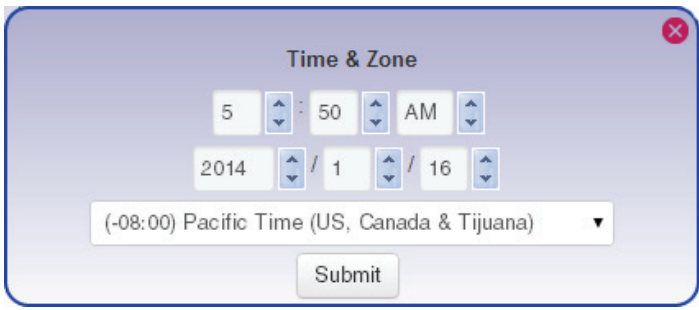 Time & Zone
5 : 50 AM
2014 / 1 / 16
(-08:00) Pacific Time (US, Canada & Tijuana)
Submit